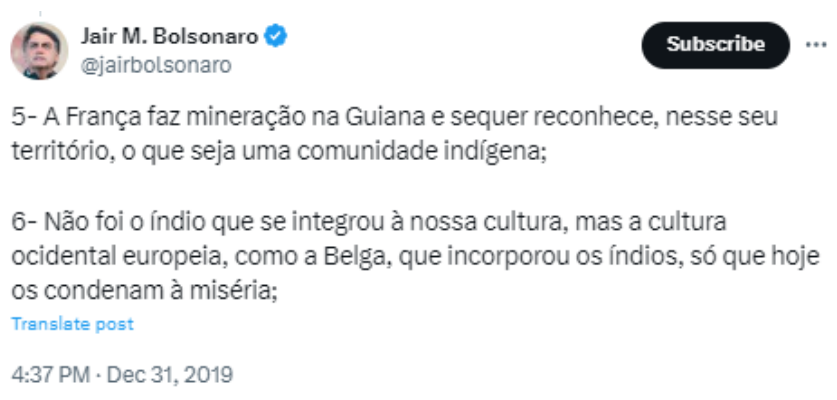 Jair M. Bolsonaro
@jairbolsonaro
Subscribe
5- A França faz mineração na Guiana e sequer reconhece, nesse seu
território, o que seja uma comunidade indígena;
6- Não foi o índio que se integrou à nossa cultura, mas a cultura
ocidental europeia, como a Belga, que incorporou os índios, só que hoje
os condenam à miséria;
Translate post
4:37 PM · Dec 31, 2019